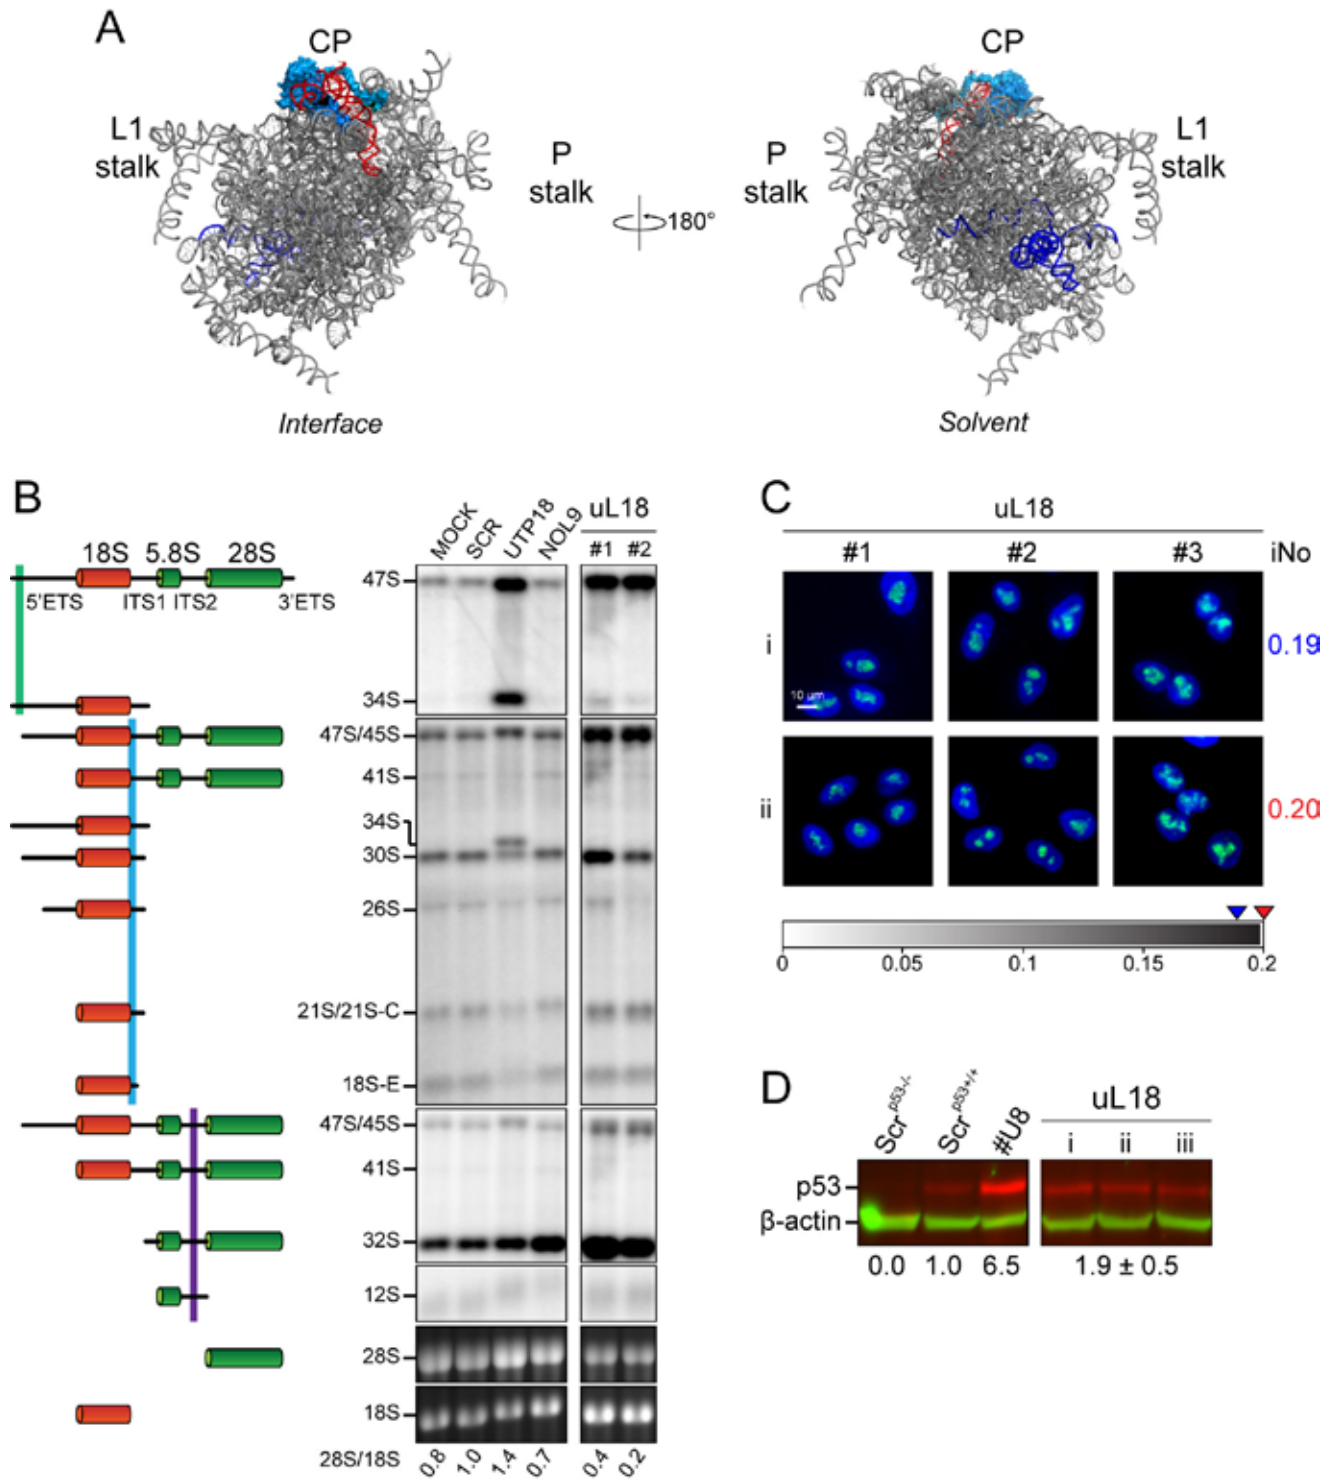 A
CP
L1 stalk
P stalk
180°
Interface
CP
P stalk
L1 stalk
Solvent
B
18S 5.8S 28S
5'ETS ITS1 ITS2 3'ETS
MOCK SCR UTP18 NOL9
uL18
#1 #2
47S
34S
47S/45S
41S
34S
30S
26S
21S/21S-C
18S-E
47S/45S
41S
32S
12S
28S
18S
28S/18S 0.8 1.0 1.4 0.7 0.4 0.2
C
uL18
#1 #2 #3 iNo
i 0.19
10 um
ii 0.20
0 0.05 0.1 0.15 0.2
D
Scr p53-/- Scr p53+/+ #U8
uL18
i ii iii
p53
β-actin
0.0 1.0 6.5 1.9 ± 0.5